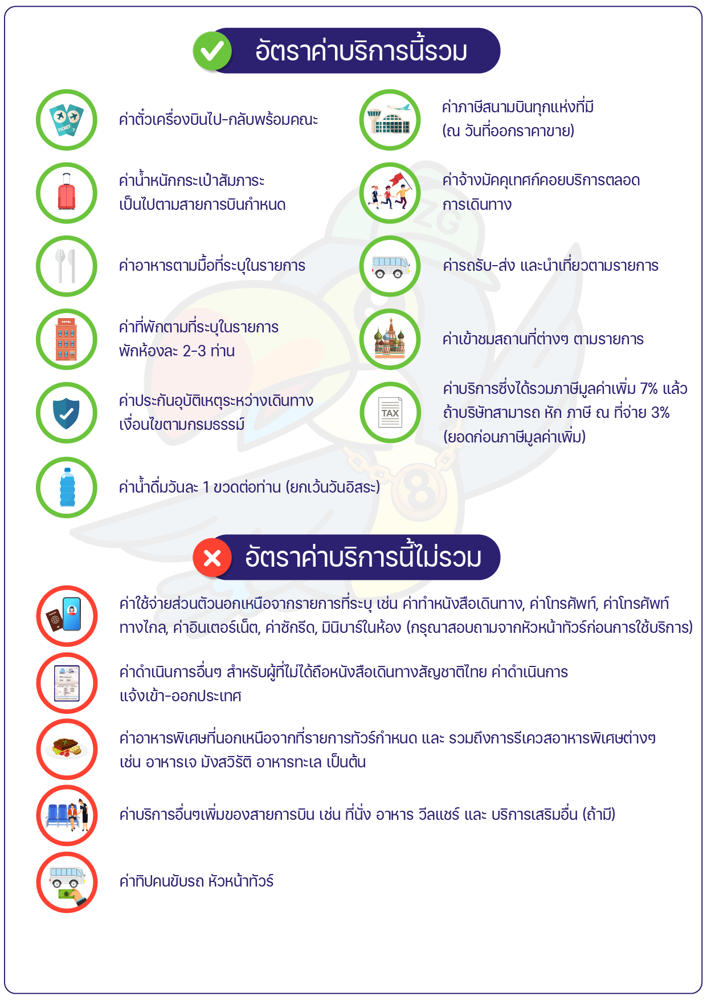 อัตราค่าบริการนี้รวม
ค่าตั๋วเครื่องบินไป-กลับพร้อมคณะ
ค่าภาษีสนามบินทุกแห่งที่มี
(ณ วันที่ออกราคาขาย)
ค่าน้ำหนักกระเป๋าสัมภาระ
เป็นไปตามสายการบินกำหนด
ค่าจ้างมัคคุเทศก์คอยบริการตลอด
การเดินทาง
ค่าอาหารตามมื้อที่ระบุในรายการ
ค่ารถรับ-ส่ง และนำเที่ยวตามรายการ
HOTEL
ค่าที่พักตามที่ระบุในรายการ
พักห้องละ 2-3 ท่าน
ค่าเข้าชมสถานที่ต่างๆ ตามรายการ
ค่าประกันอุบัติเหตุระหว่างเดินทาง
เงื่อนไขตามกรมธรรม์
TAX
ค่าบริการซึ่งได้รวมภาษีมูลค่าเพิ่ม 7% แล้ว
ถ้าบริษัทสามารถ หัก ภาษี ณ ที่จ่าย 3%
(ยอดก่อนภาษีมูลค่าเพิ่ม)
ค่าน้ำดื่มวันละ 1 ขวดต่อท่าน (ยกเว้นวันอิสระ)
TICKET
ZG
8
อัตราค่าบริการนี้ไม่รวม
ค่าใช้จ่ายส่วนตัวนอกเหนือจากรายการที่ระบุ เช่น ค่าทำหนังสือเดินทาง, ค่าโทรศัพท์, ค่าโทรศัพท์
ทางไกล, ค่าอินเตอร์เน็ต, ค่าซักรีด, มินิบาร์ในห้อง (กรุณาสอบถามจากหัวหน้าทัวร์ก่อนการใช้บริการ)
ค่าดำเนินการอื่นๆ สำหรับผู้ที่ไม่ได้ถือหนังสือเดินทางสัญชาติไทย ค่าดำเนินการ
แจ้งเข้า-ออกประเทศ
ค่าอาหารพิเศษที่นอกเหนือจากที่รายการทัวร์กำหนด และ รวมถึงการรีเควสอาหารพิเศษต่างๆ
เช่น อาหารเจ มังสวิรัติ อาหารทะเล เป็นต้น
ค่าบริการอื่นๆเพิ่มของสายการบิน เช่น ที่นั่ง อาหาร วีลแชร์ และ บริการเสริมอื่น (ถ้ามี)
ค่าทิปคนขับรถ หัวหน้าทัวร์